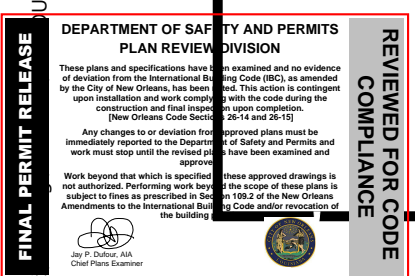 DEPARTMENT OF SAFETY AND PERMITS
PLAN REVIEW DIVISION
These plans and specifications have been examined and no evidence
of deviation from the International Building Code (IBC), as amended
by the City of New Orleans, has been noted. This action is contingent
upon installation and work complying with the code during the
construction and final inspection upon completion.
[New Orleans Code Sections 26-14 and 26-15]
Any changes to or deviation from approved plans must be
immediately reported to the Department of Safety and Permits and
work must stop until the revised plans have been examined and
approved
Work beyond that which is specified in these approved drawings is
not authorized. Performing work beyond the scope of these plans is
subject to fines as prescribed in Section 109.2 of the New Orleans
Amendments to the International Building Code and/or revocation of
the building
Jay P. Dufour, AIA
Chief Plans Examiner
FINAL PERMIT RELEASE
REVIEWED FOR CODE
COMPLIANCE